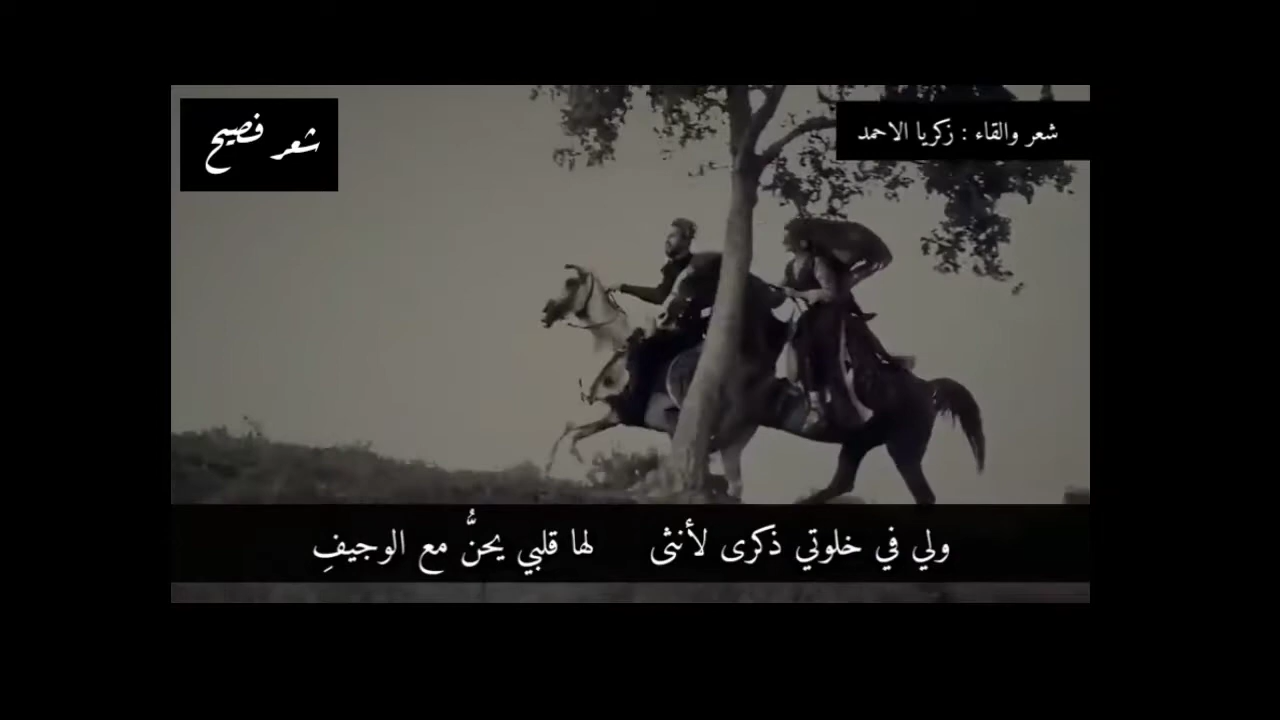 شعر والقاء : زكريا الاحمد
شعر فصيح
ولي في خلوتي ذكرى لأنثى لها قلبي يحنُّ مع الوجيفِ